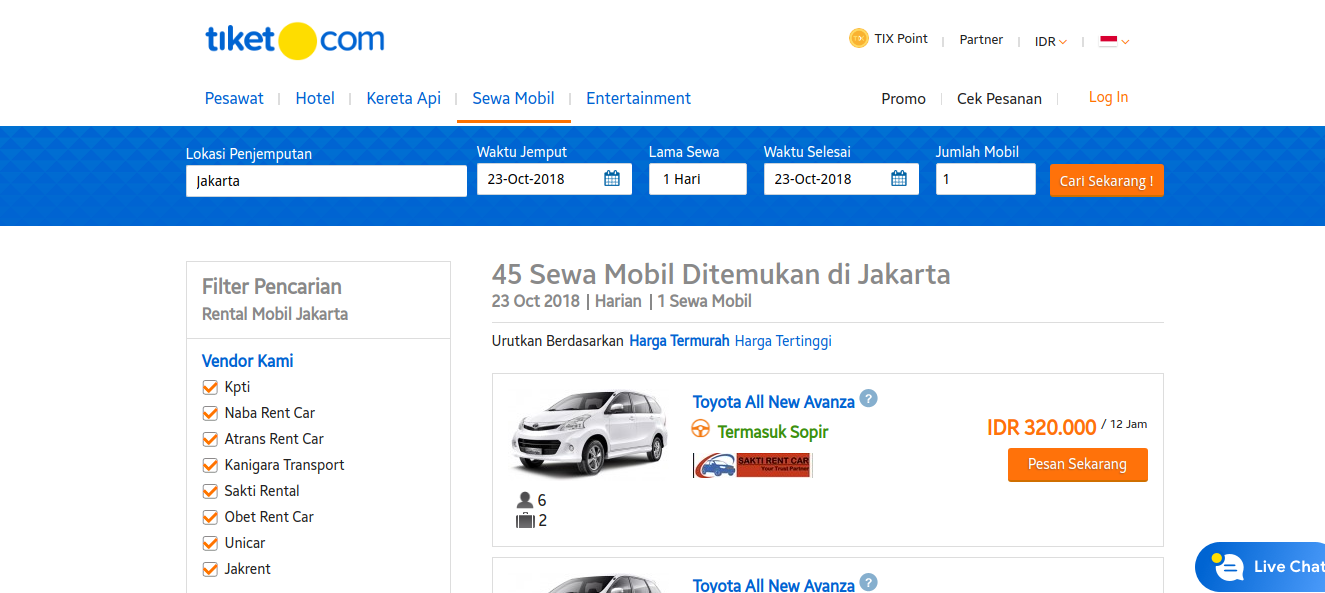 tiket com
TIX TIX Point | Partner | IDR |
Pesawat | Hotel | Kereta Api | Sewa Mobil | Entertainment
Promo | Cek Pesanan | Log In
Lokasi Penjemputan Waktu Jemput Lama Sewa Waktu Selesai Jumlah Mobil
Jakarta 23-Oct-2018 1 Hari 23-Oct-2018 1 Cari Sekarang !
Filter Pencarian
Rental Mobil Jakarta
Vendor Kami
Kpti
Naba Rent Car
Atrans Rent Car
Kanigara Transport
Sakti Rental
Obet Rent Car
Unicar
Jakrent
45 Sewa Mobil Ditemukan di Jakarta
23 Oct 2018 | Harian | 1 Sewa Mobil
Urutkan Berdasarkan Harga Termurah Harga Tertinggi
Toyota All New Avanza ?
Termasuk Sopir
SAKTI RENT CAR
Your Trust Partner
6
2
IDR 320.000 / 12 Jam
Pesan Sekarang
Toyota All New Avanza ?
Live Chat